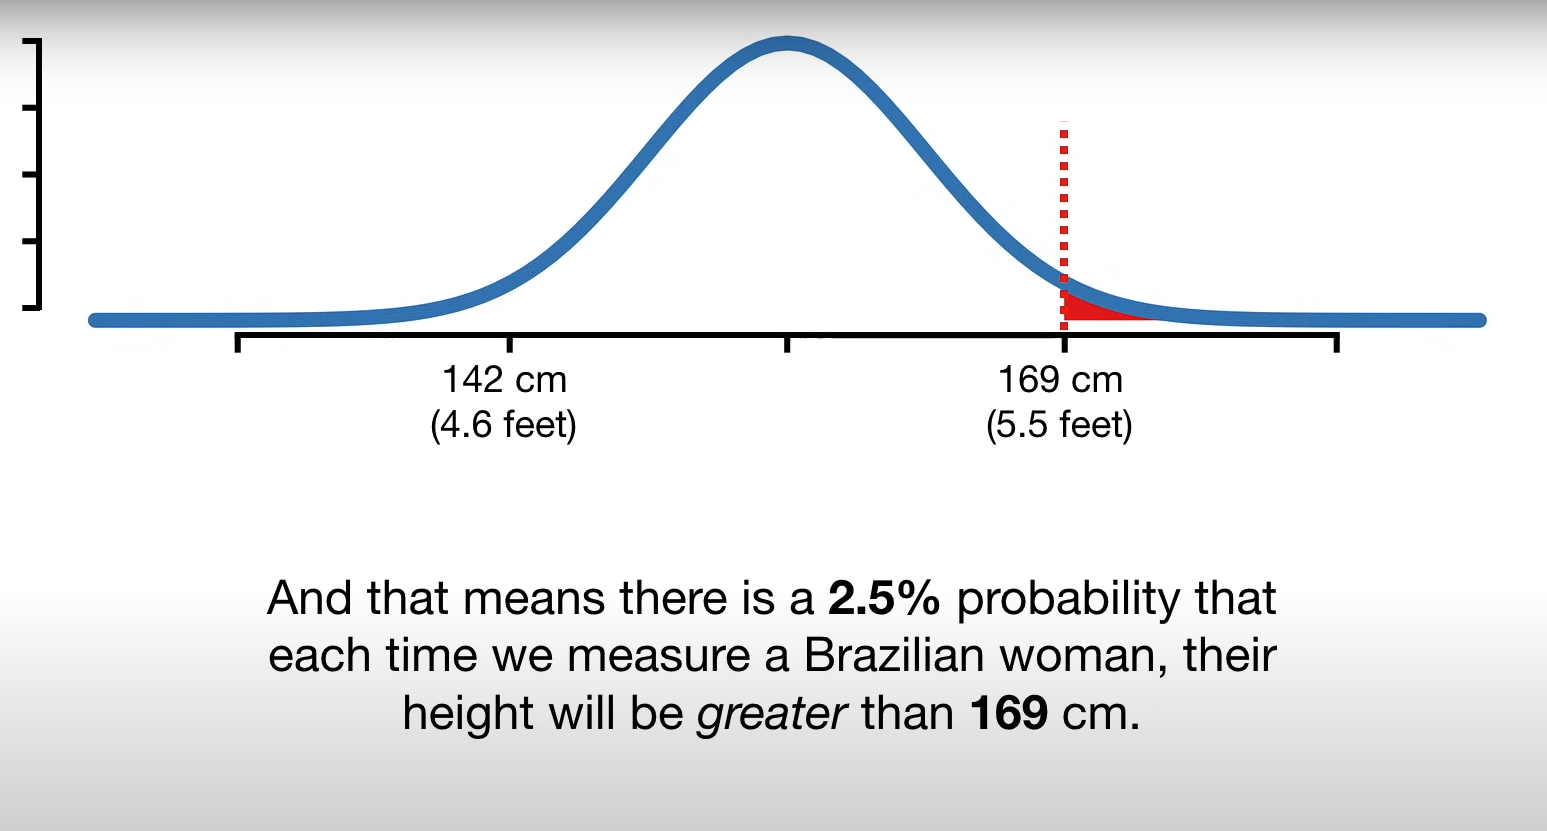 142 cm
(4.6 feet)
169 cm
(5.5 feet)
And that means there is a 2.5% probability that
each time we measure a Brazilian woman, their
height will be greater than 169 cm.